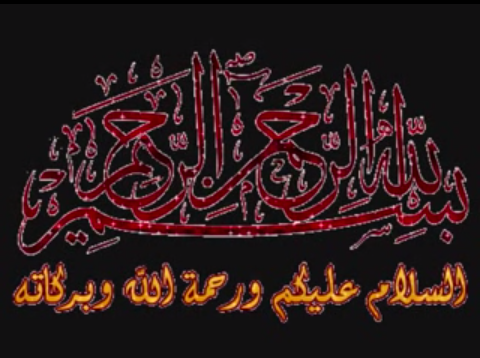 بسم الله الرحمن الرحيم
السلام عليكم ورحمة الله وبركاته